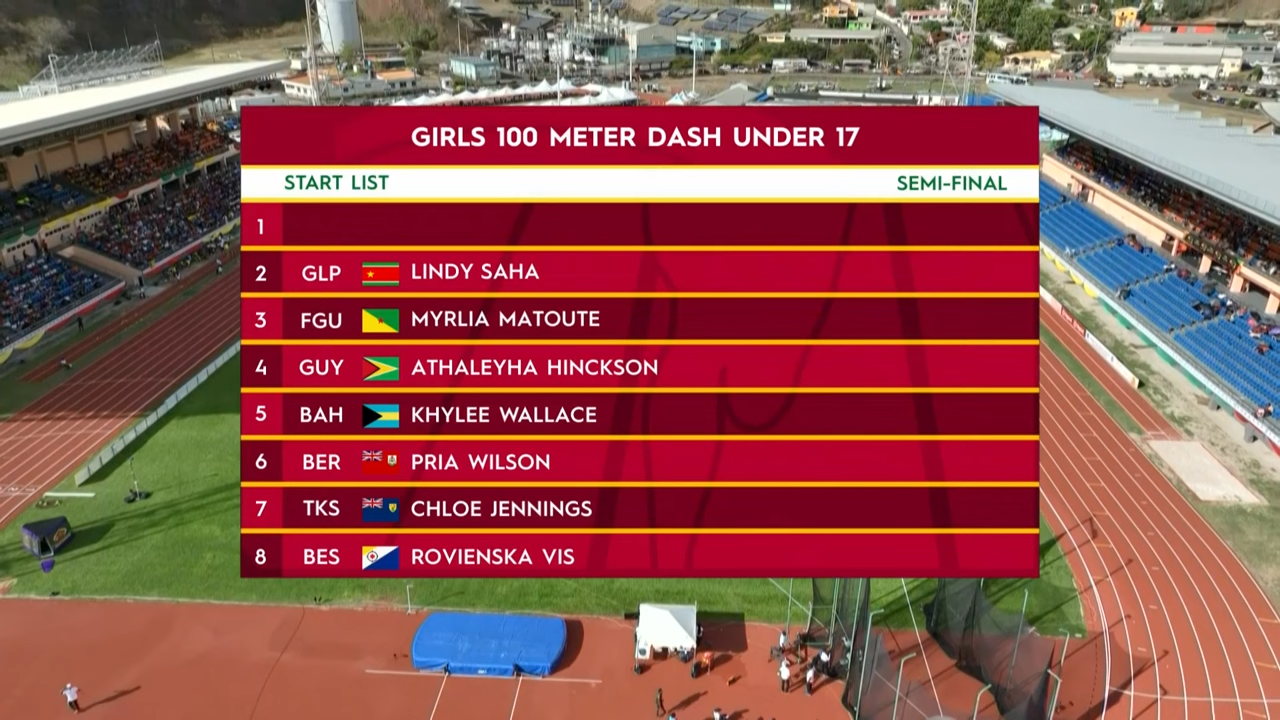 GIRLS 100 METER DASH UNDER 17
START LIST SEMI-FINAL
1
2 GLP LINDY SAHA
3 FGU MYRLIA MATOUTE
4 GUY ATHALEYHA HINCKSON
5 BAH KHYLEE WALLACE
6 BER PRIA WILSON
7 TKS CHLOE JENNINGS
8 BES ROVIENSKA VIS